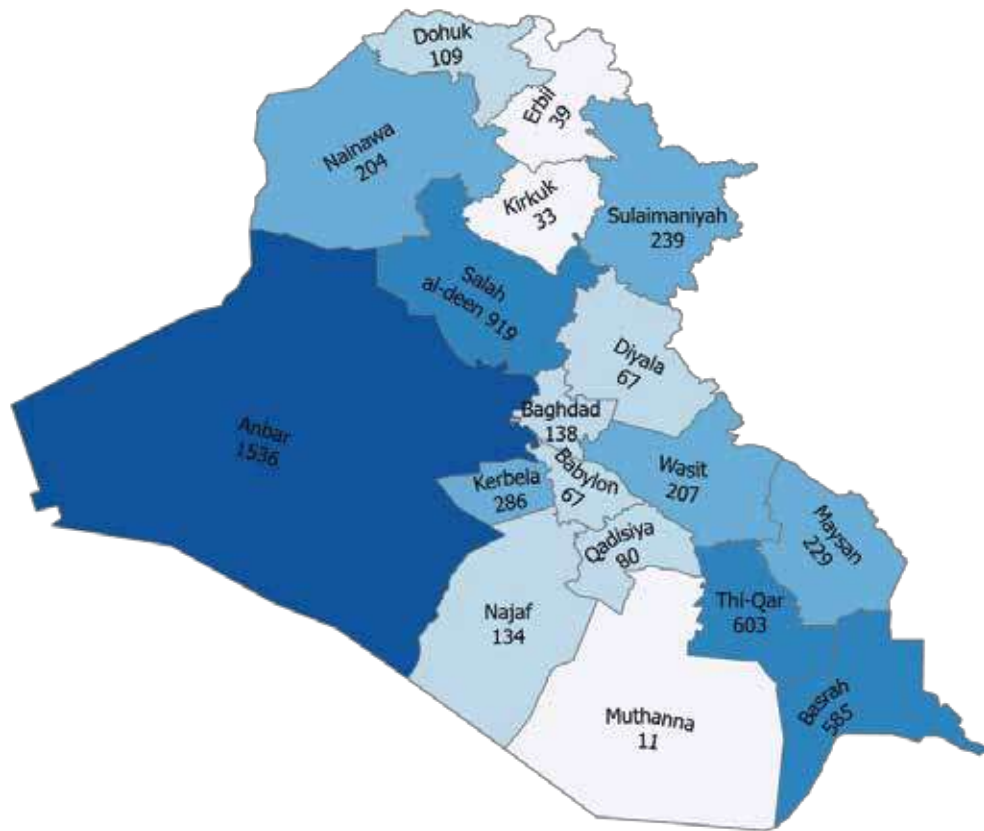 Dohuk
109
Erbil
39
Nainawa
204
Kirkuk
33
Sulaimaniyah
239
Salah
al-deen 919
Diyala
67
Baghdad
138
Anbar
1536
Babylon
67
Wasit
207
Kerbela
286
Maysan
229
Qadisiya
80
Najaf
134
Thi-Qar
603
Basrah
585
Muthanna
11